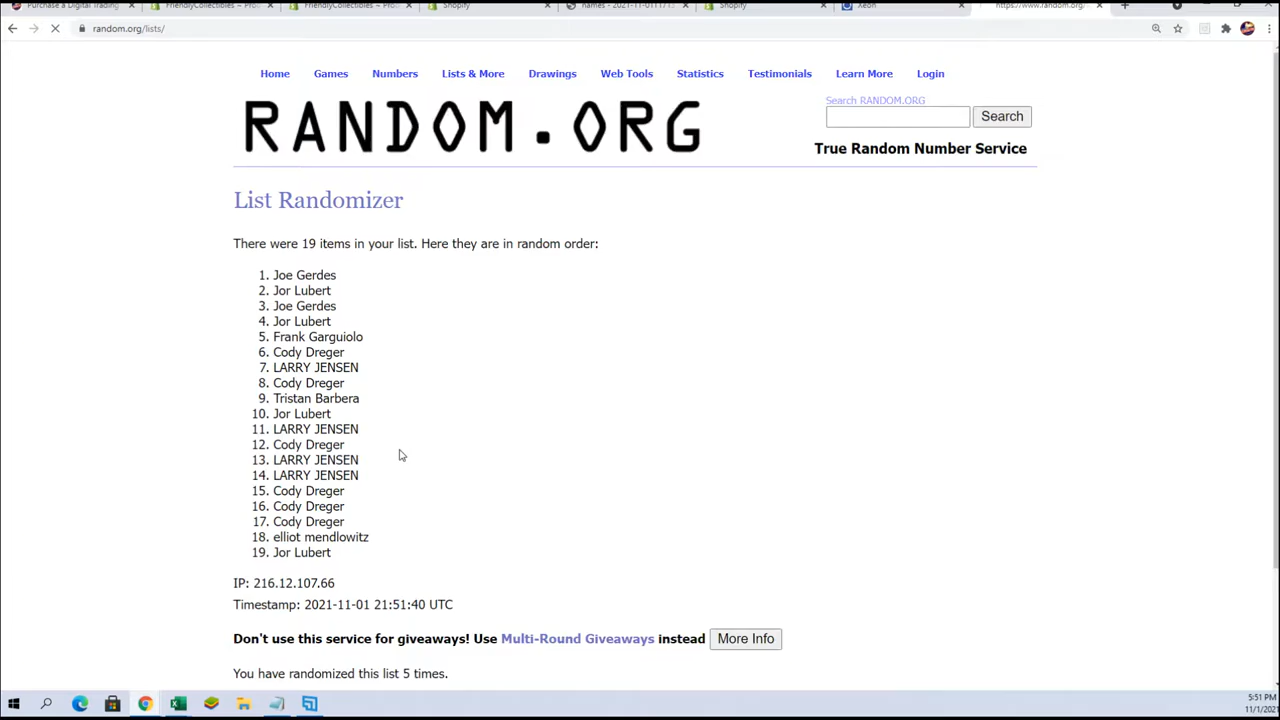 Purchase a Digital Trading
FriendlyCollectibles ~
FriendlyCollectibles ~
Shopify
names - 2021-11-0111/1
Shopify
Xeon
https://www.random.org/
random.org/lists/
Home Games Numbers Lists & More Drawings Web Tools Statistics Testimonials Learn More Login
RANDOM.ORG
Search RANDOM.ORG
Search
True Random Number Service
List Randomizer
There were 19 items in your list. Here they are in random order:
1. Joe Gerdes
2. Jor Lubert
3. Joe Gerdes
4. Jor Lubert
5. Frank Garguiolo
6. Cody Dreger
7. LARRY JENSEN
8. Cody Dreger
9. Tristan Barbera
10. Jor Lubert
11. LARRY JENSEN
12. Cody Dreger
13. LARRY JENSEN
14. LARRY JENSEN
15. Cody Dreger
16. Cody Dreger
17. Cody Dreger
18. elliot mendlowitz
19. Jor Lubert
IP: 216.12.107.66
Timestamp: 2021-11-01 21:51:40 UTC
Don't use this service for giveaways! Use Multi-Round Giveaways instead More Info
You have randomized this list 5 times.
5:51 PM
11/1/2021